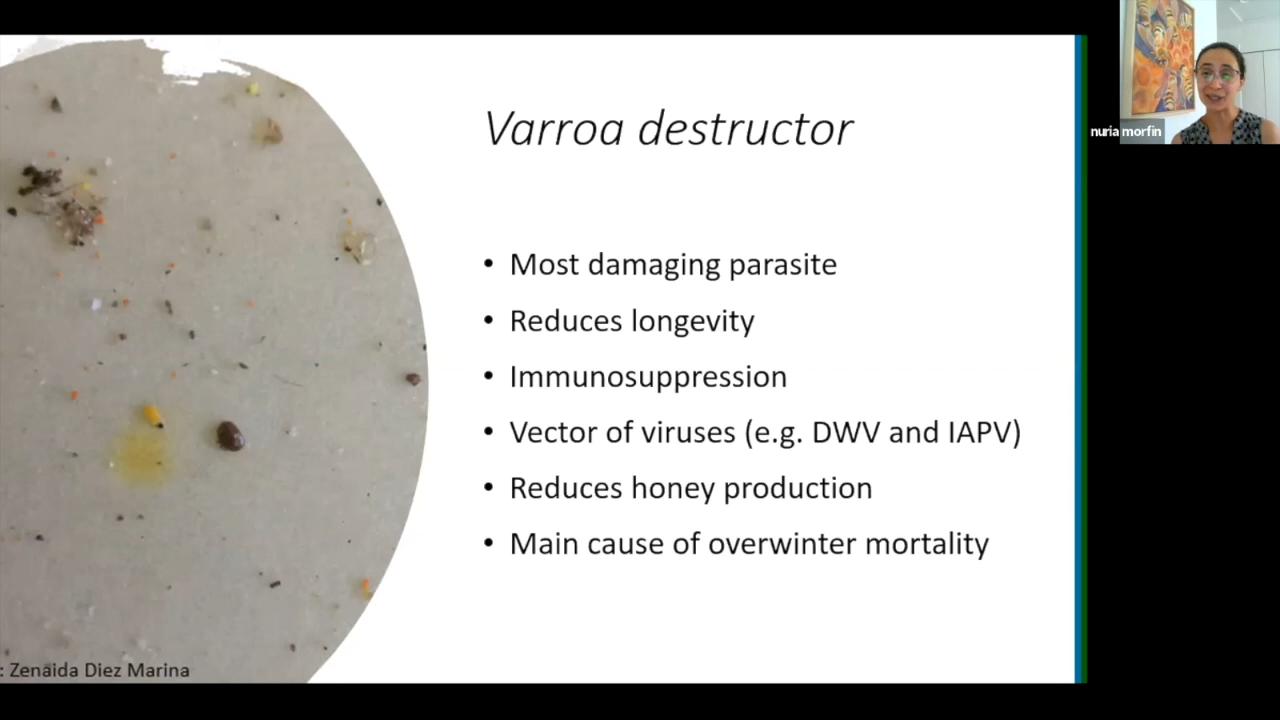 Varroa destructor
• Most damaging parasite
• Reduces longevity
• Immunosuppression
• Vector of viruses (e.g. DWV and IAPV)
• Reduces honey production
• Main cause of overwinter mortality
: Zenaida Diez Marina
nuria morfin